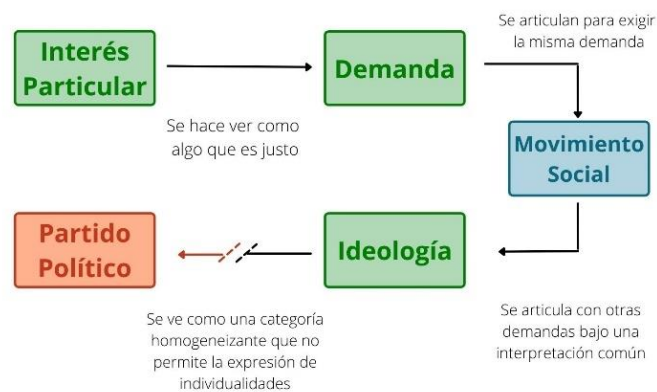 Interés
Particular
Se hace ver como
algo que es justo
Demanda
Se articulan para exigir
la misma demanda
Movimiento
Social
Se articula con otras
demandas bajo una
interpretación común
Ideología
Se ve como una categoría
homogeneizante que no
permite la expresión de
individualidades
Partido
Político